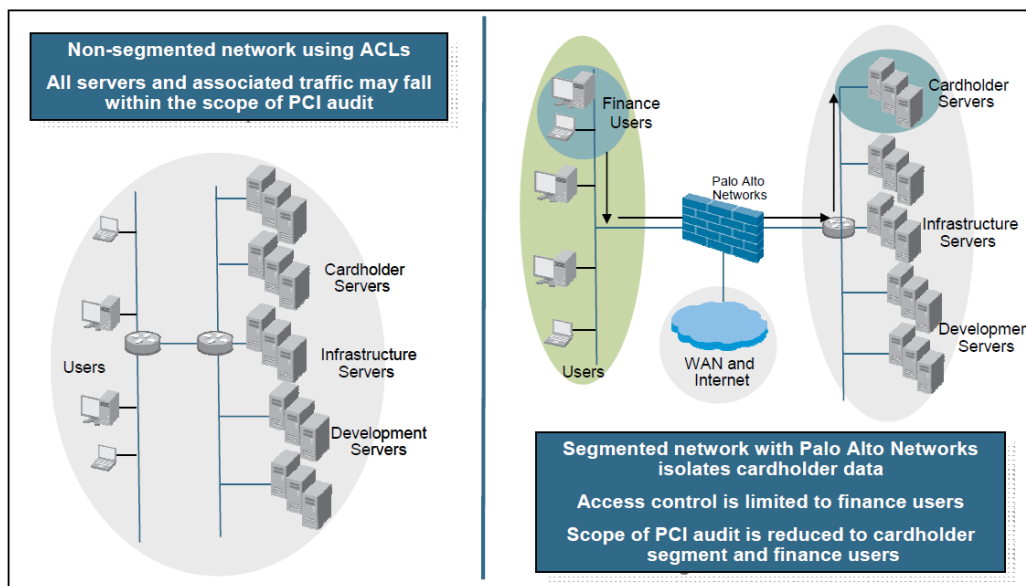 Non-segmented network using ACLs
All servers and associated traffic may fall
within the scope of PCI audit
Users
Cardholder
Servers
Infrastructure
Servers
Development
Servers
Finance
Users
Users
Palo Alto
Networks
WAN and
Internet
Cardholder
Servers
Infrastructure
Servers
Development
Servers
Segmented network with Palo Alto Networks
isolates cardholder data
Access control is limited to finance users
Scope of PCI audit is reduced to cardholder
segment and finance users